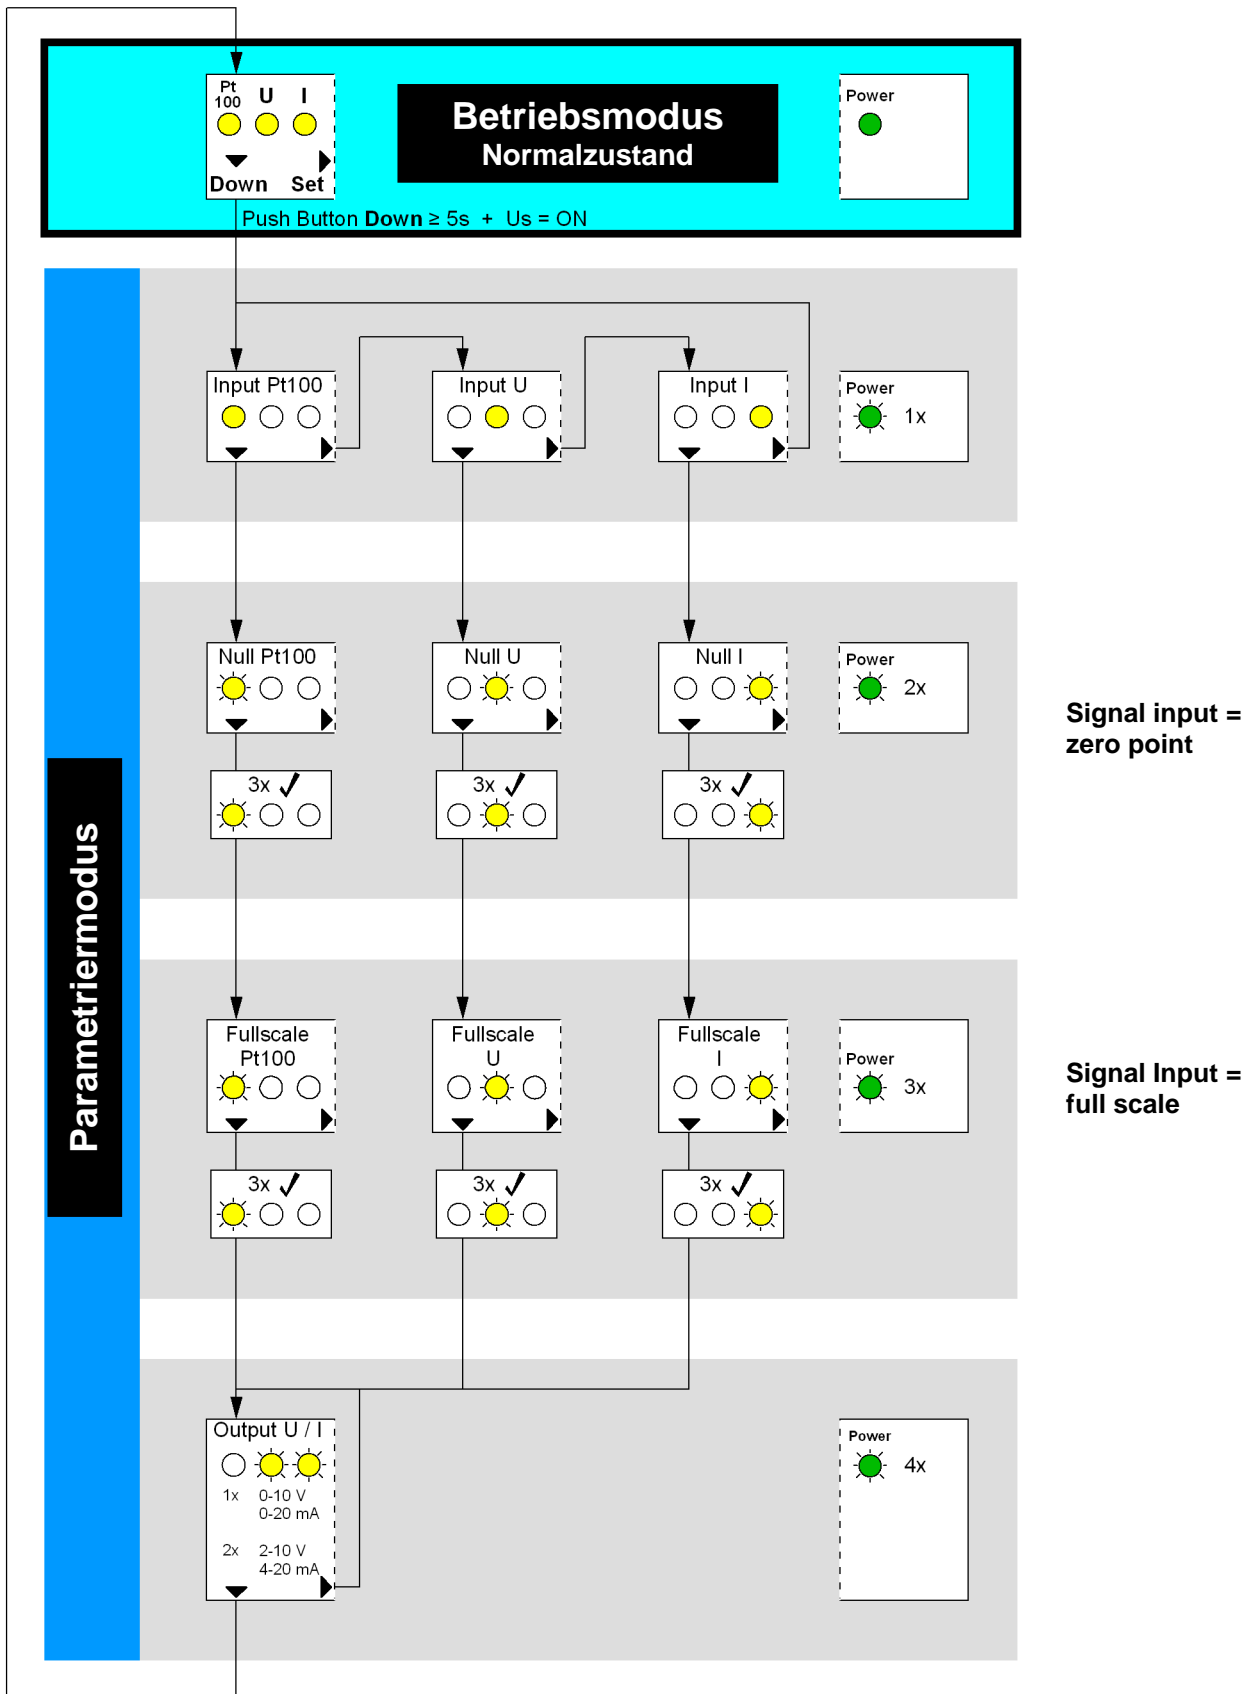 Pt
100 U I
Down Set
Betriebsmodus
Normalzustand
Power
Push Button Down ≥ 5s + Us = ON
Parametriermodus
Input Pt100
Input U
Input I
Power
1x
Null Pt100
Null U
Null I
Power
2x
3x
3x
3x
Signal input =
zero point
Fullscale
Pt100
Fullscale
U
Fullscale
I
Power
3x
3x
3x
3x
Signal Input =
full scale
Output U / I
1x 0-10 V
0-20 mA
2x 2-10 V
4-20 mA
Power
4x